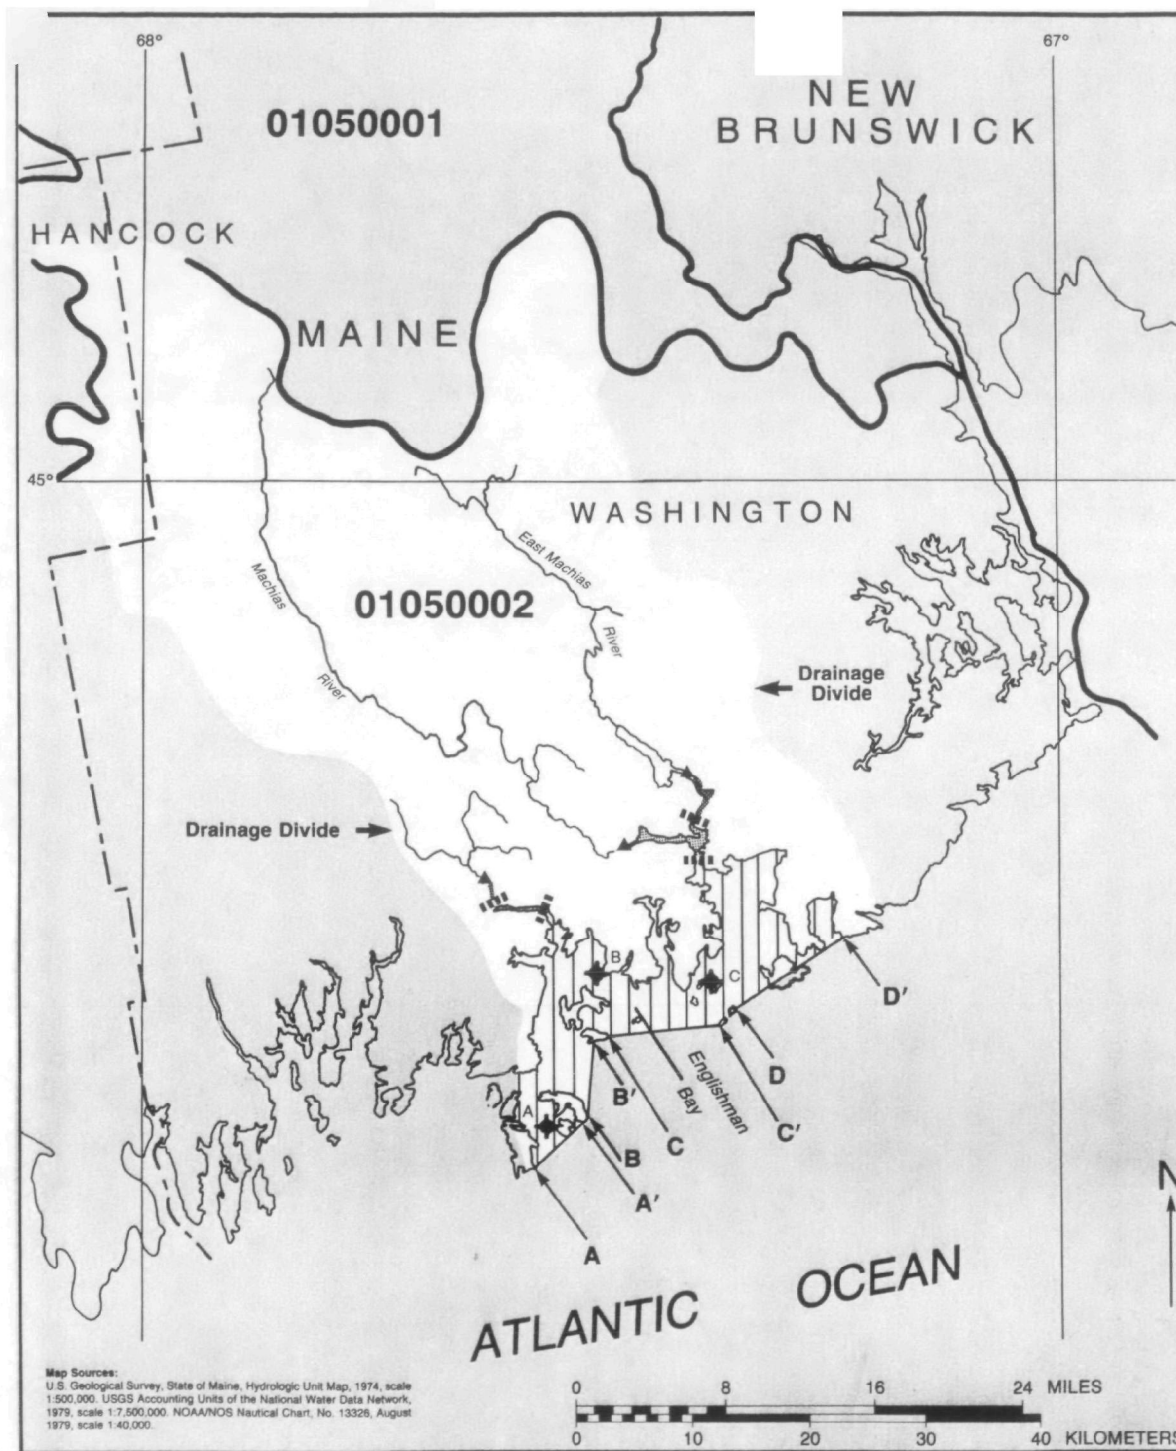 68°
67°
01050001
NEW
BRUNSWICK
HANCOCK
MAINE
45°
WASHINGTON
East Machias
River
Machias
River
01050002
Drainage
Divide
Drainage Divide
B
C
D'
D
Englishman
Bay
B'
C
C'
A
B
A'
A
ATLANTIC OCEAN
N
Map Sources:
U.S. Geological Survey, State of Maine, Hydrologic Unit Map, 1974, scale
1:500,000. USGS Accounting Units of the National Water Data Network,
1979, scale 1:7,500,000. NOAA/NOS Nautical Chart, No. 13326, August
1979, scale 1:40,000.
0 8 16 24 MILES
0 10 20 30 40 KILOMETERS